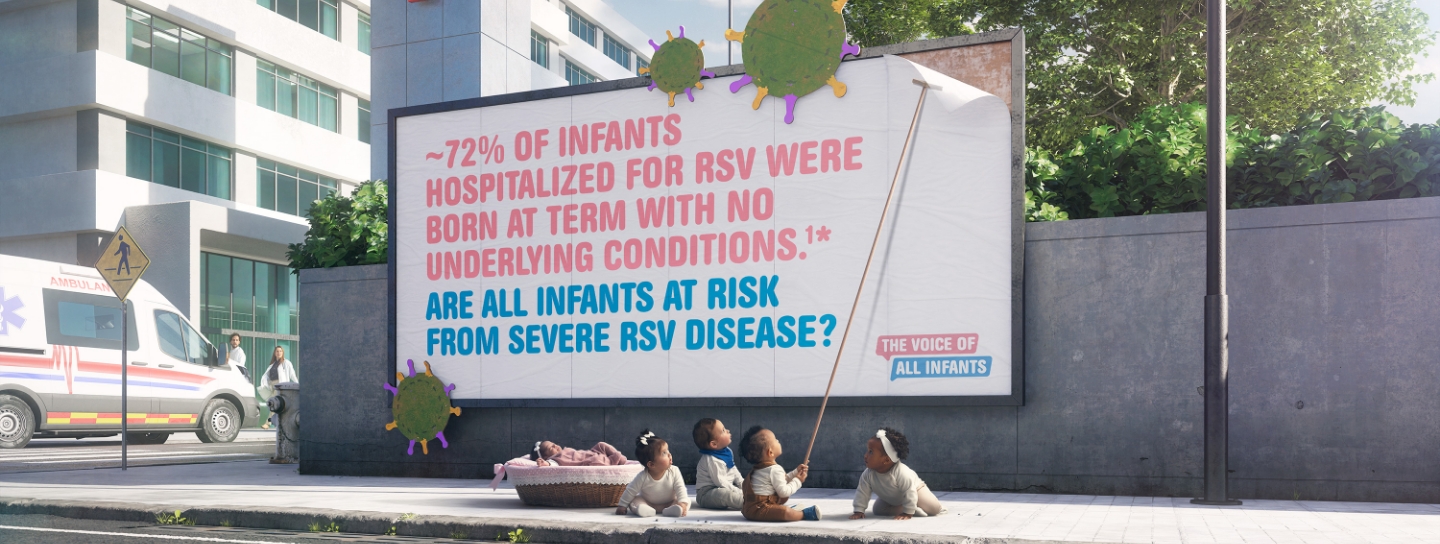 ~72% OF INFANTS
HOSPITALIZED FOR RSV WERE
BORN AT TERM WITH NO
UNDERLYING CONDITIONS.¹*
ARE ALL INFANTS AT RISK
FROM SEVERE RSV DISEASE?
THE VOICE OF
ALL INFANTS
AMBULAN